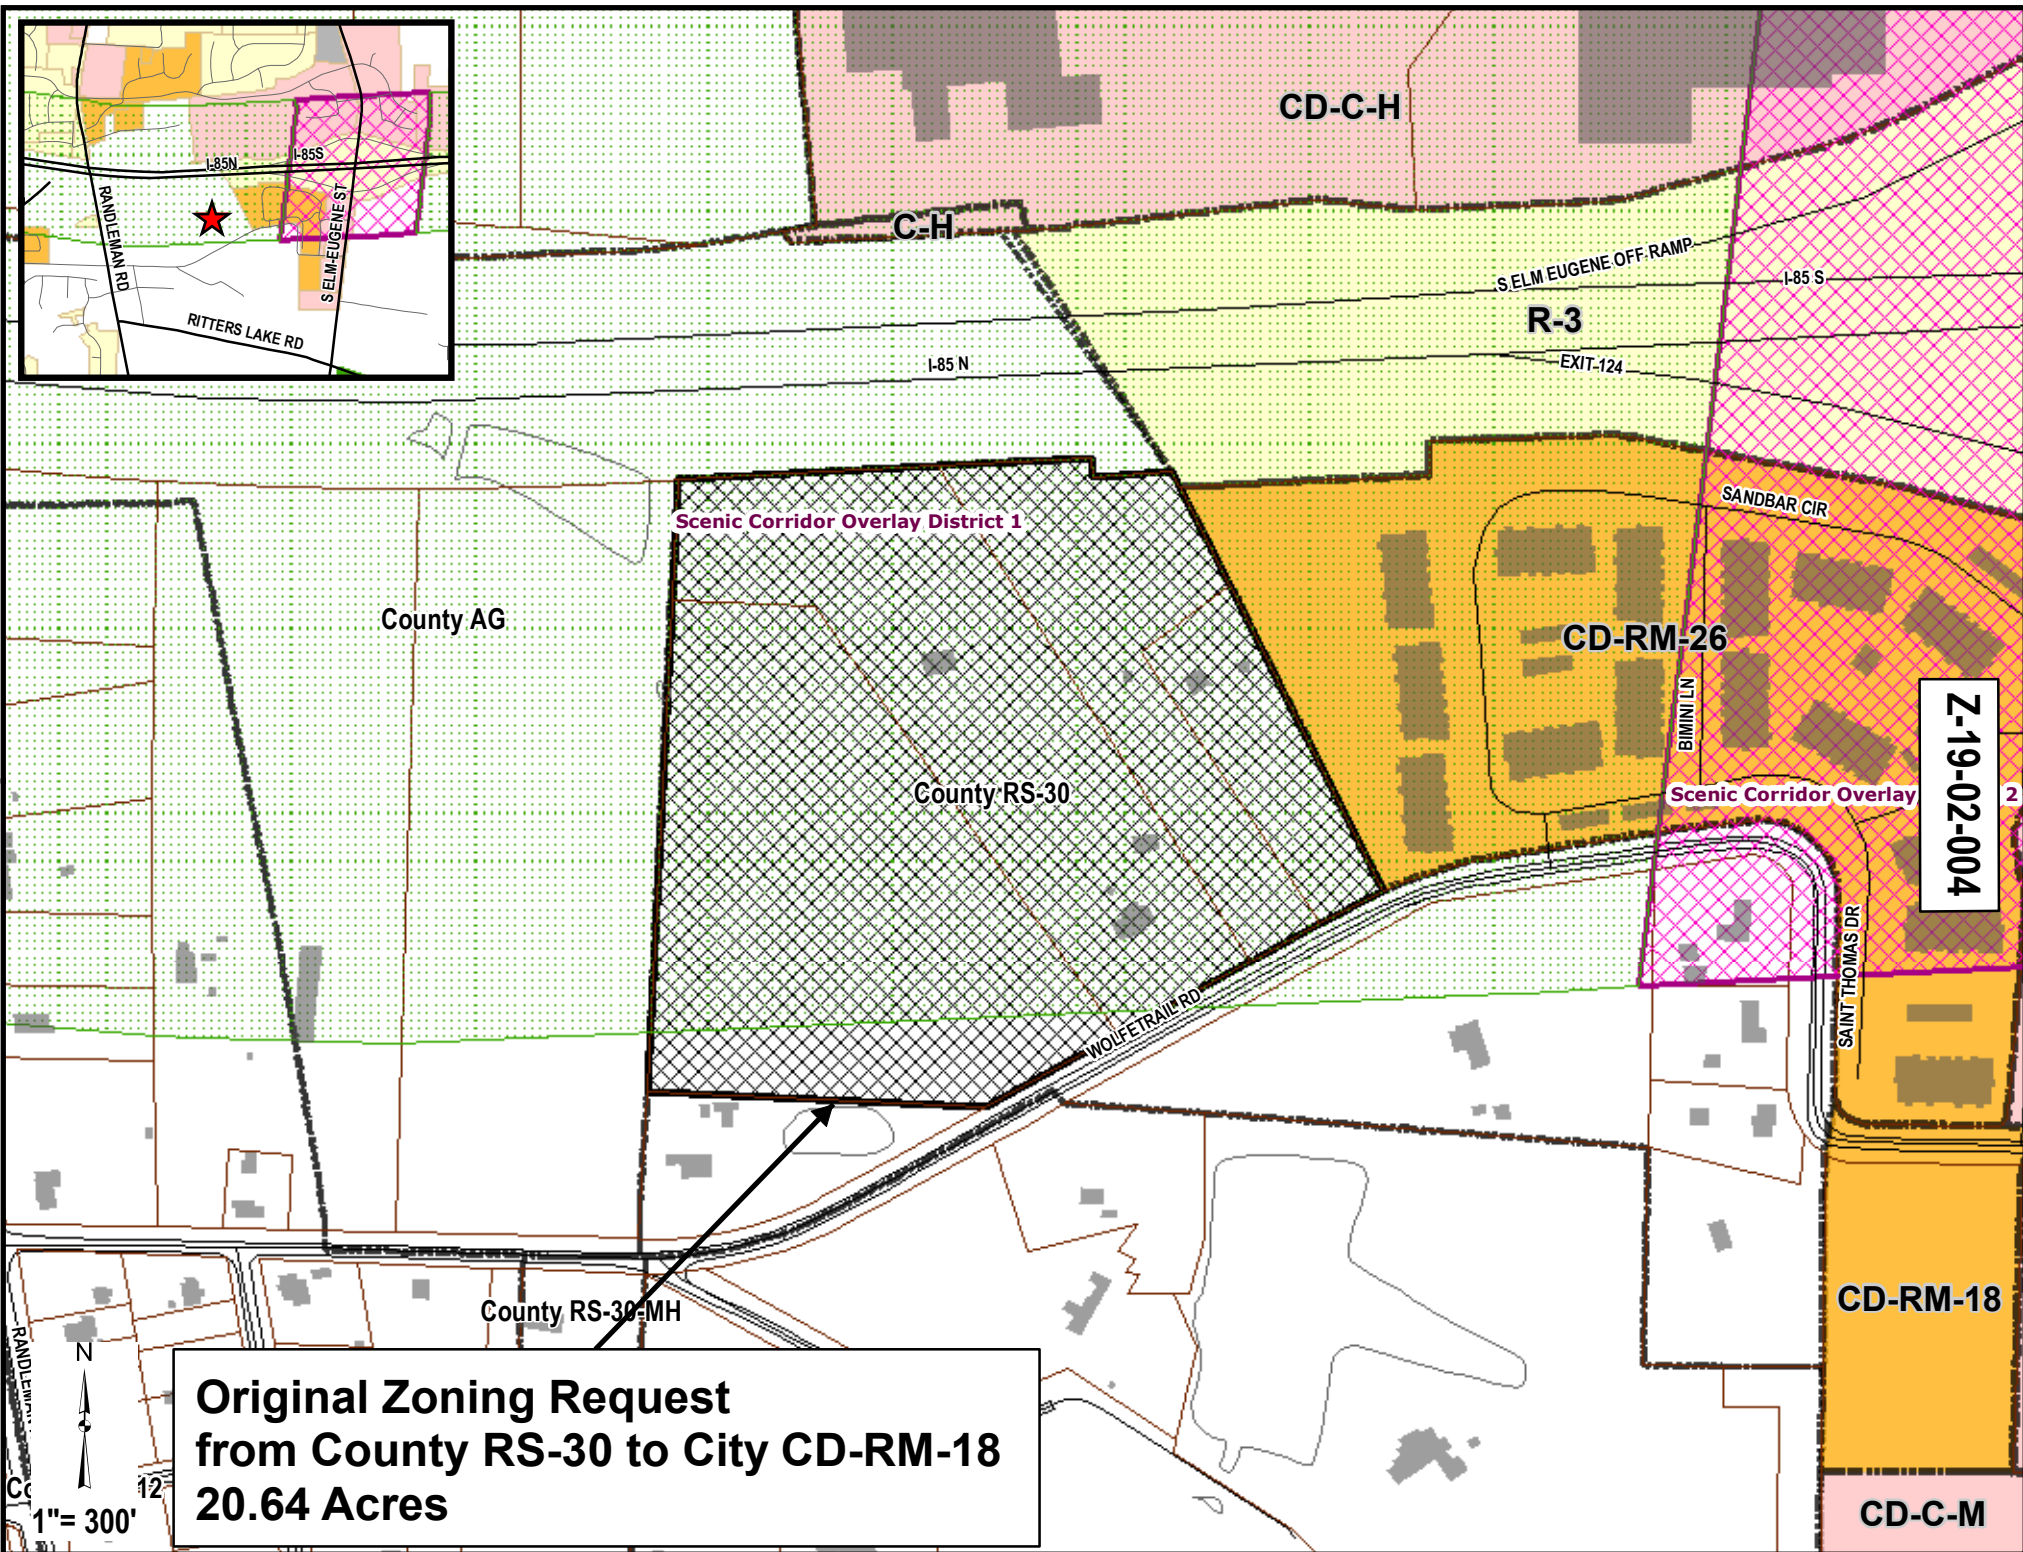 I-85N
I-85S
RANDLEMAN RD
S ELM-EUGENE ST
RITTERS LAKE RD
CD-C-H
C-H
S ELM EUGENE OFF RAMP
I-85 S
R-3
I-85 N
EXIT 124
SANDBAR CIR
Scenic Corridor Overlay District 1
County AG
CD-RM-26
BIMINI LN
Z-19-02-004
County RS-30
Scenic Corridor Overlay 2
SAINT THOMAS DR
WOLFETRAIL RD
CD-RM-18
County RS-30-MH
N
12
1"= 300'
Original Zoning Request
from County RS-30 to City CD-RM-18
20.64 Acres
CD-C-M